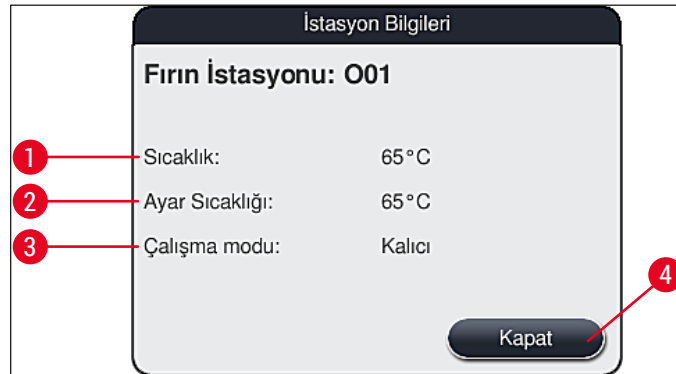 İstasyon Bilgileri
Fırın İstasyonu: O01
1 Sıcaklık: 65°C
2 Ayar Sıcaklığı: 65°C
3 Çalışma modu: Kalıcı
4
Kapat